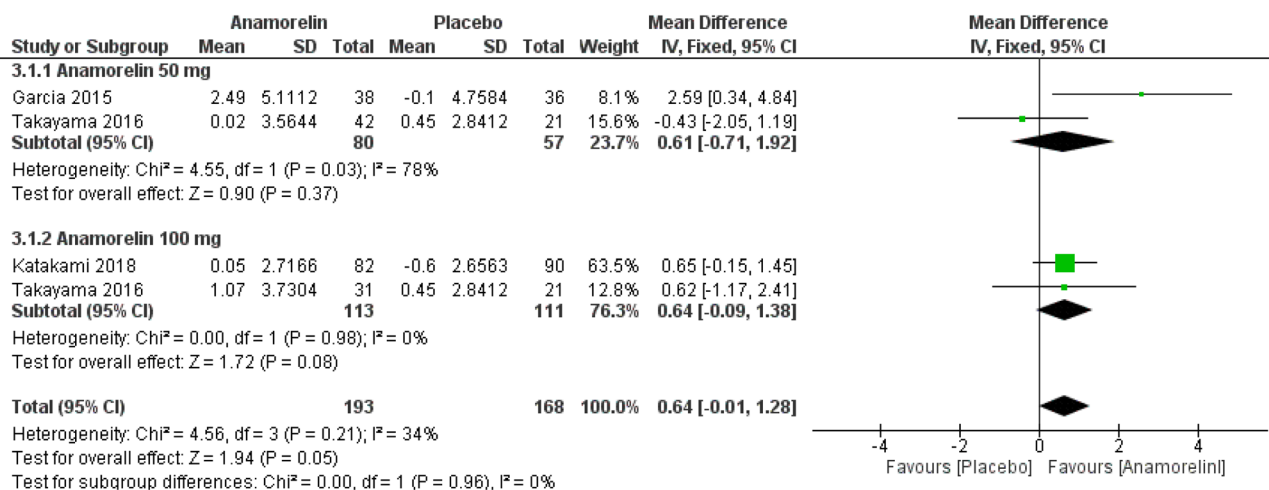 Anamorelin Placebo Mean Difference Mean Difference
Study or Subgroup Mean SD Total Mean SD Total Weight IV, Fixed, 95% CI IV, Fixed, 95% CI
3.1.1 Anamorelin 50 mg
Garcia 2015 2.49 5.1112 38 -0.1 4.7584 36 8.1% 2.59 [0.34, 4.84]
Takayama 2016 0.02 3.5644 42 0.45 2.8412 21 15.6% -0.43 [-2.05, 1.19]
Subtotal (95% CI) 80 57 23.7% 0.61 [-0.71, 1.92]
Heterogeneity: Chi² = 4.55, df = 1 (P = 0.03); I² = 78%
Test for overall effect: Z = 0.90 (P = 0.37)
3.1.2 Anamorelin 100 mg
Katakami 2018 0.05 2.7166 82 -0.6 2.6563 90 63.5% 0.65 [-0.15, 1.45]
Takayama 2016 1.07 3.7304 31 0.45 2.8412 21 12.8% 0.62 [-1.17, 2.41]
Subtotal (95% CI) 113 111 76.3% 0.64 [-0.09, 1.38]
Heterogeneity: Chi² = 0.00, df = 1 (P = 0.98); I² = 0%
Test for overall effect: Z = 1.72 (P = 0.08)
Total (95% CI) 193 168 100.0% 0.64 [-0.01, 1.28]
Heterogeneity: Chi² = 4.56, df = 3 (P = 0.21); I² = 34%
Test for overall effect: Z = 1.94 (P = 0.05)
Test for subgroup differences: Chi² = 0.00, df = 1 (P = 0.96), I² = 0%
-4 -2 0 2 4
Favours [Placebo] Favours [Anamorelinl]